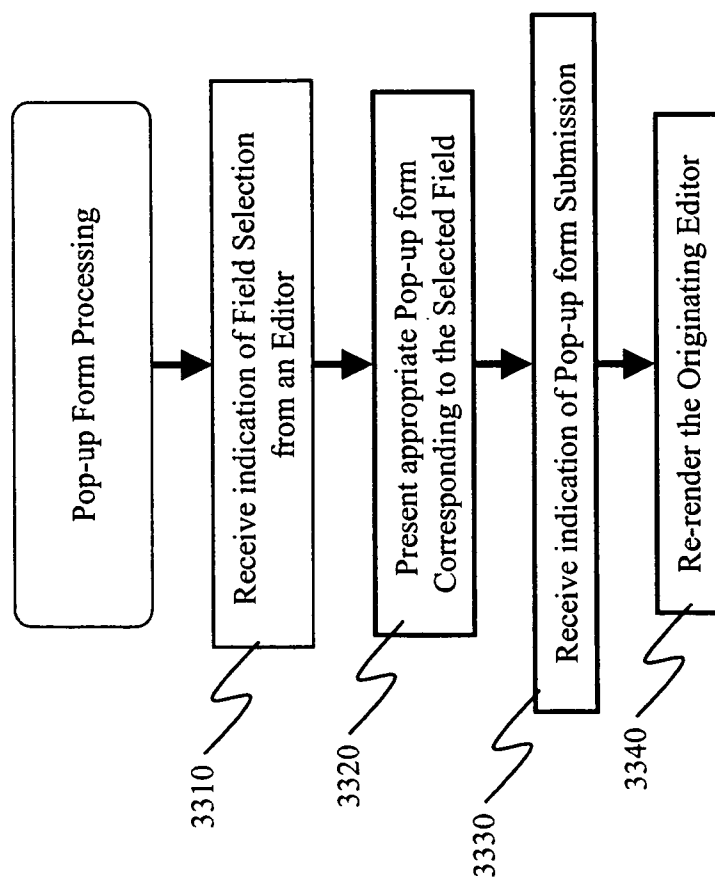 Pop-up Form Processing
3310
Receive indication of Field Selection
from an Editor
3320
Present appropriate Pop-up form
Corresponding to the Selected Field
3330
Receive indication of Pop-up form Submission
3340
Re-render the Originating Editor